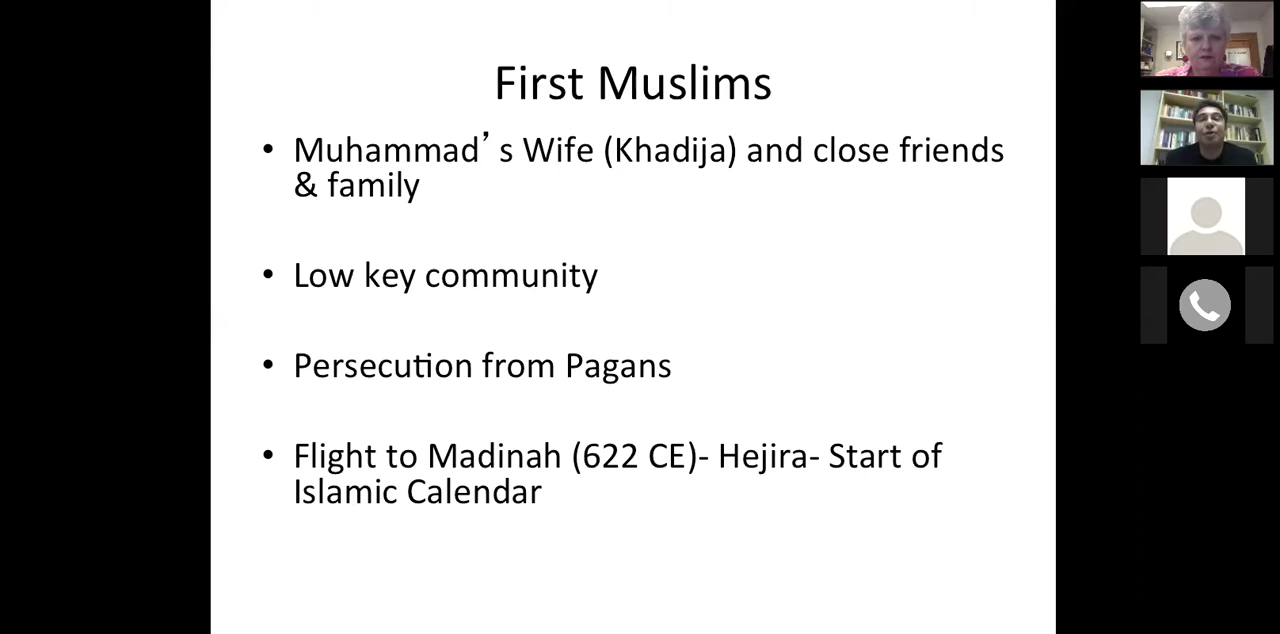 First Muslims
• Muhammad’s Wife (Khadija) and close friends
& family
• Low key community
• Persecution from Pagans
• Flight to Madinah (622 CE)- Hejira- Start of
Islamic Calendar